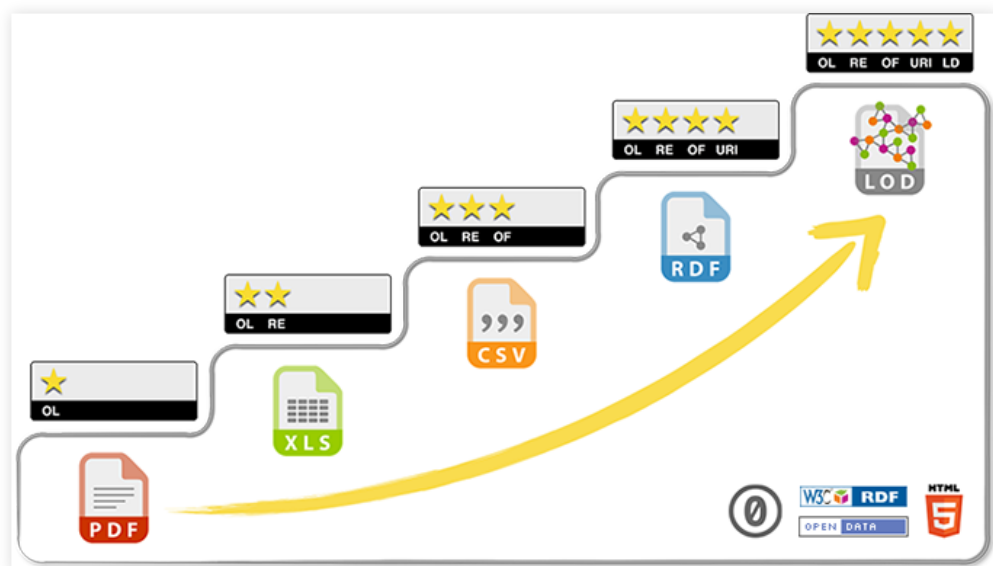 OL RE OF URI LD
LOD
OL RE OF URI
RDF
OL RE OF
,,,
CSV
OL RE
XLS
OL
PDF
0
W3C RDF
OPEN DATA
HTML
5